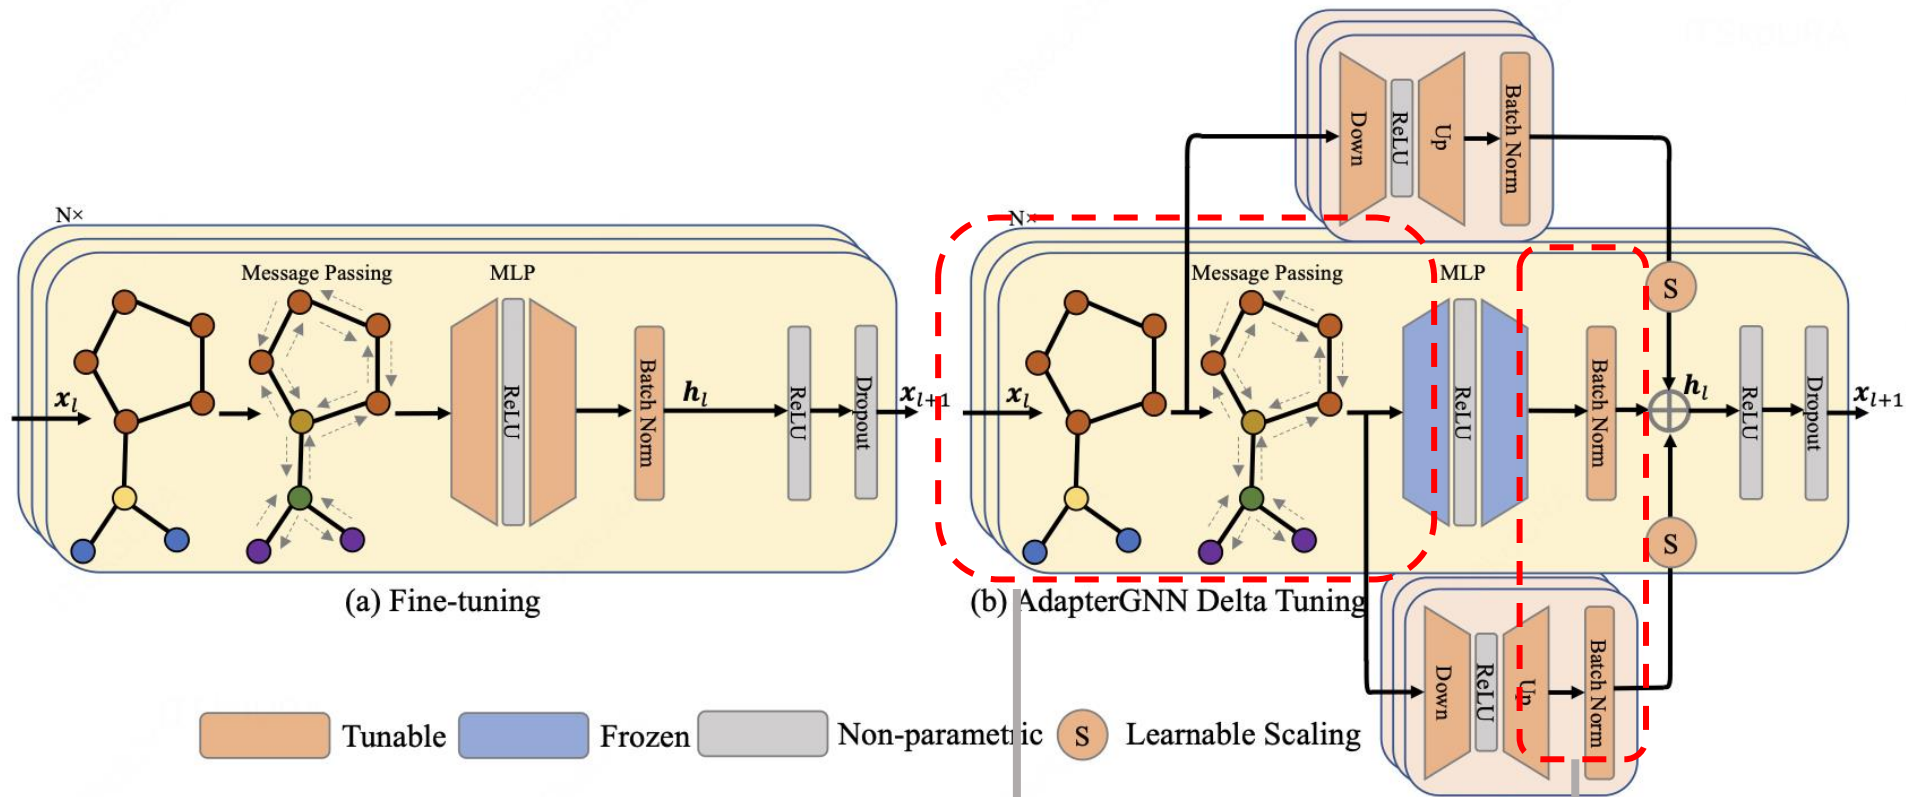 N×
Message Passing
MLP
x_l
ReLU
Batch Norm
h_l
ReLU
Dropout
x_{l+1}
(a) Fine-tuning
Down
ReLU
Up
Batch Norm
S
N×
Message Passing
MLP
x_l
ReLU
Batch Norm
h_l
ReLU
Dropout
x_{l+1}
S
(b) AdapterGNN Delta Tuning
Down
ReLU
Up
Batch Norm
Tunable
Frozen
Non-parametric
S
Learnable Scaling